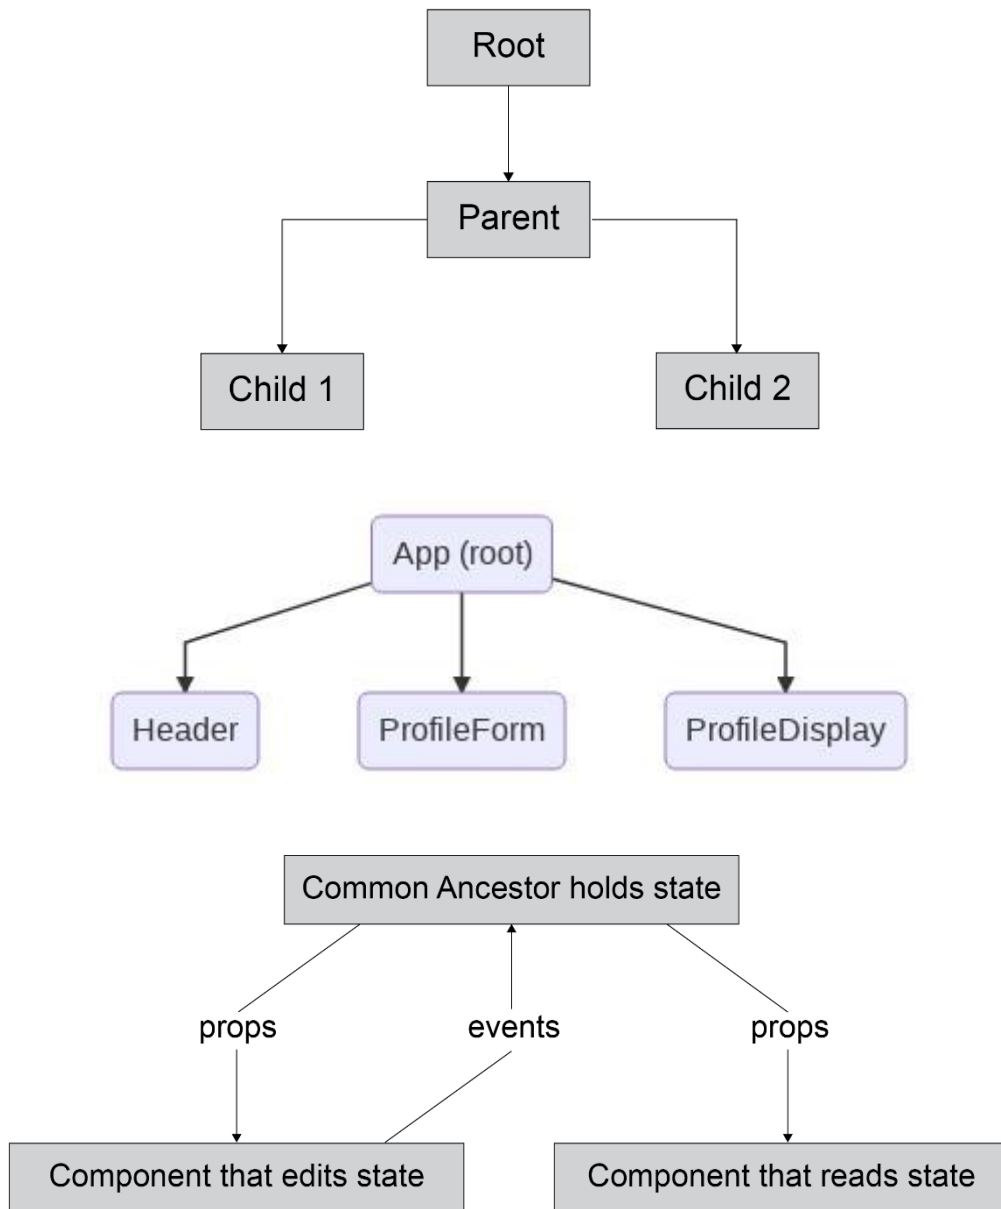 Root
Parent
Child 1
Child 2
App (root)
Header
ProfileForm
ProfileDisplay
Common Ancestor holds state
props
events
props
Component that edits state
Component that reads state